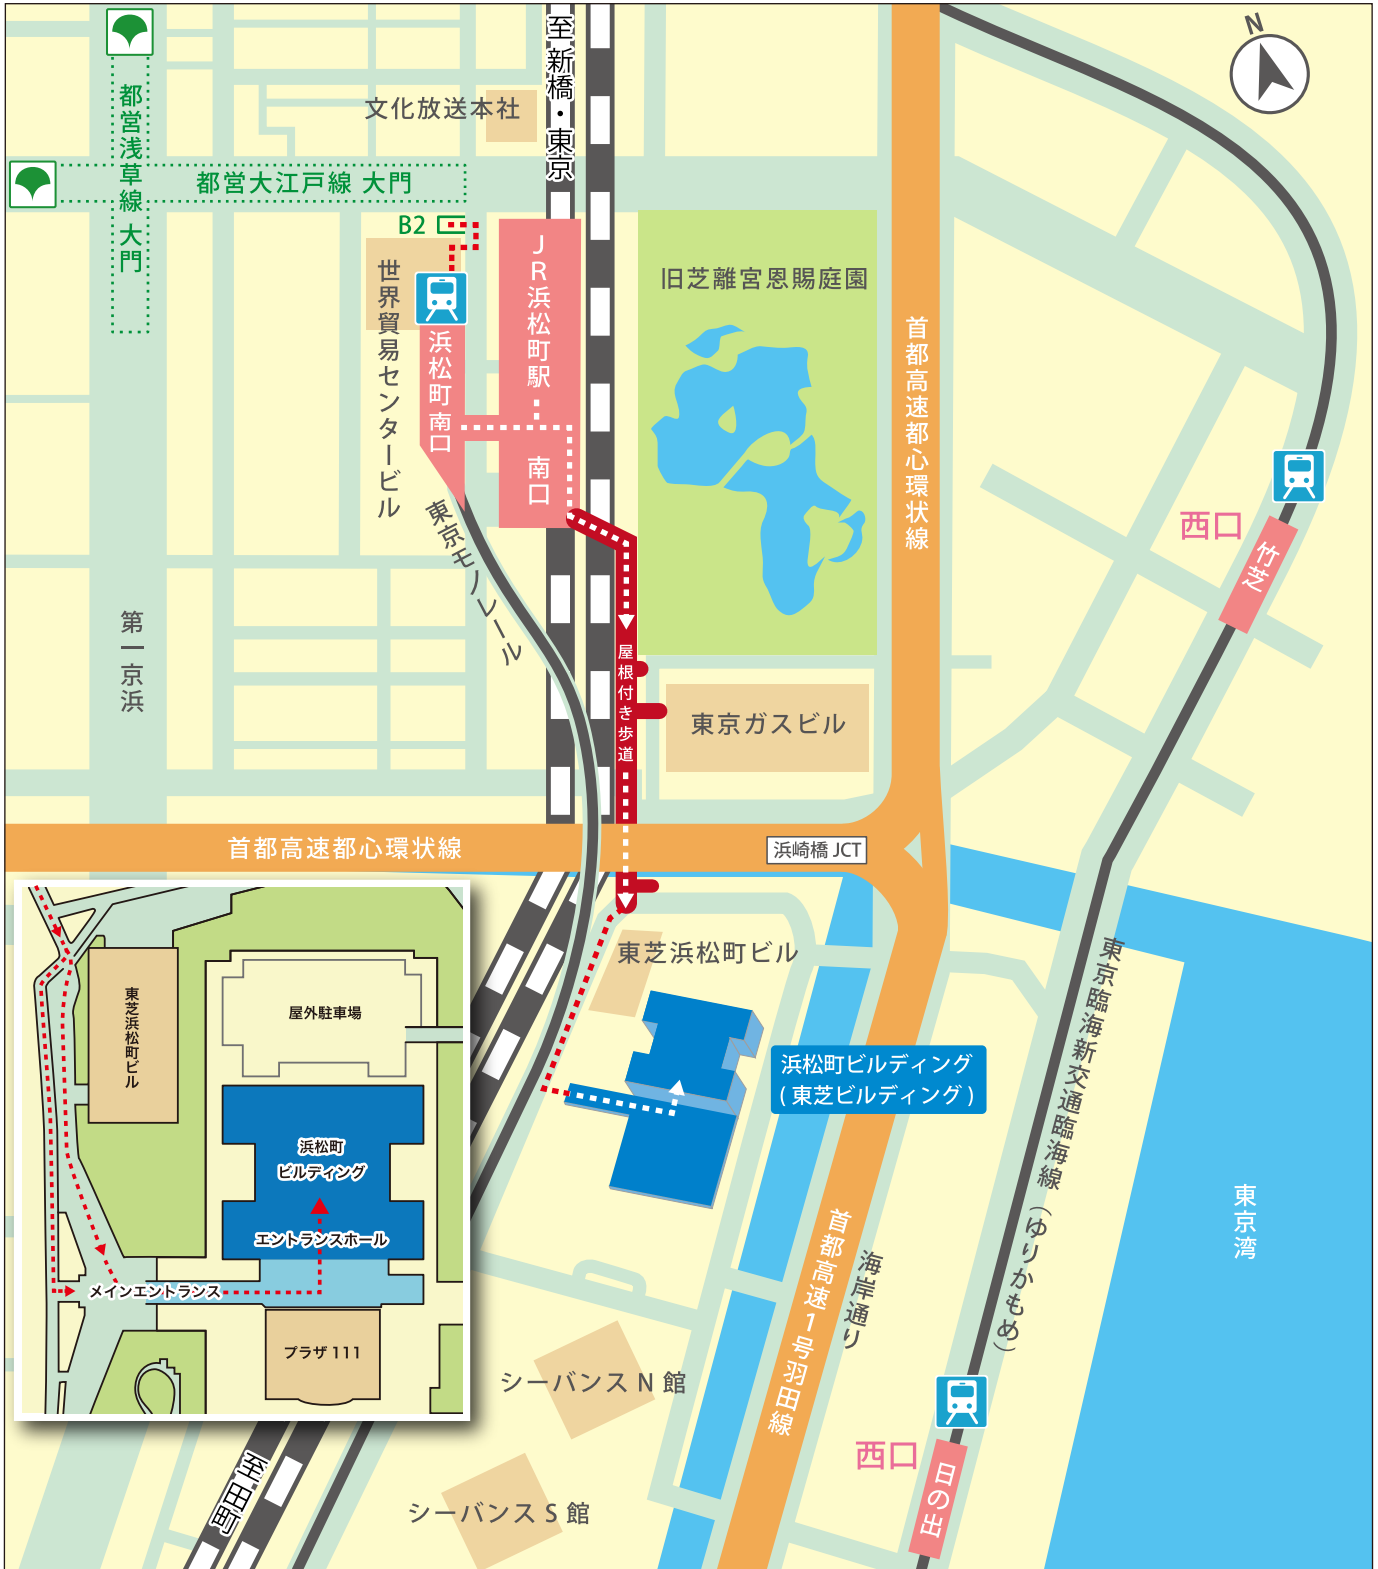 N
至 新橋・東京
文化放送本社
都営浅草線 大門
都営大江戸線 大門
B2
世界貿易センタービル
浜松町 南口
JR浜松町駅
南口
旧芝離宮恩賜庭園
首都高速都心環状線
西口
竹芝
東京モノレール
第一京浜
屋根付き歩道
東京ガスビル
首都高速都心環状線
浜崎橋 JCT
東芝浜松町ビル
浜松町ビルディング
(東芝ビルディング)
東京臨海新交通臨海線(ゆりかもめ)
東京湾
首都高速1号羽田線
海岸通り
シーバンス N 館
シーバンス S 館
西口
日の出
至田町
東芝浜松町ビル
屋外駐車場
浜松町
ビルディング
エントランスホール
メインエントランス
プラザ 111